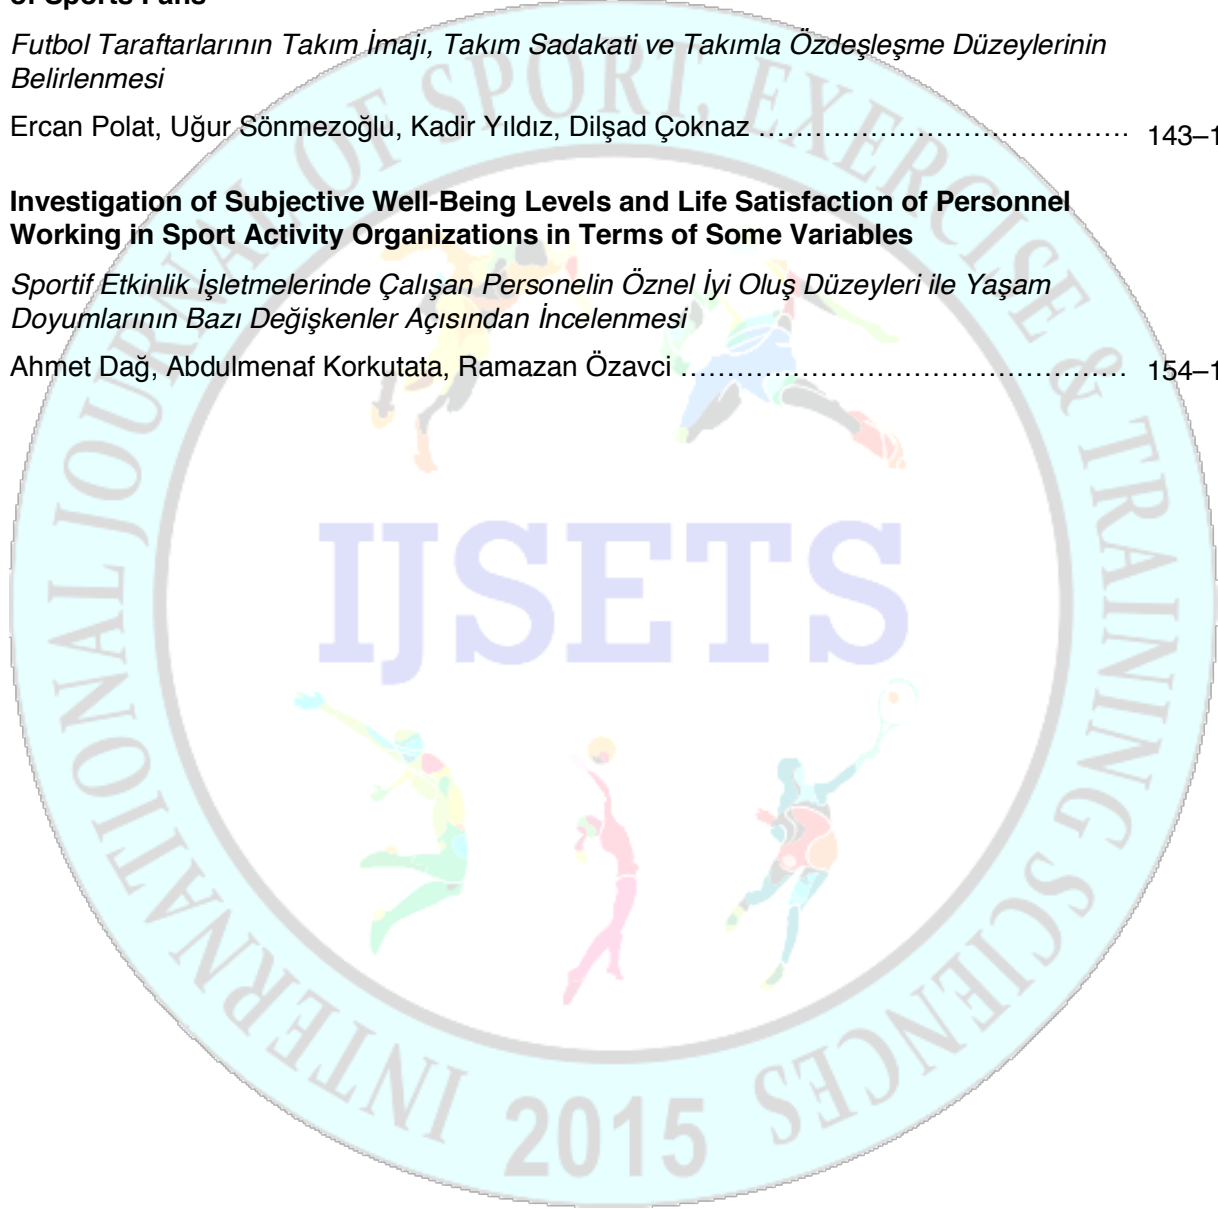 of Sports Fans
Futbol Taraftarlarının Takım İmajı, Takım Sadakati ve Takımla Özdeşleşme Düzeylerinin
Belirlenmesi
Ercan Polat, Uğur Sönmezoğlu, Kadir Yıldız, Dilşad Çoknaz …………………………………. 143–1
Investigation of Subjective Well-Being Levels and Life Satisfaction of Personnel
Working in Sport Activity Organizations in Terms of Some Variables
Sportif Etkinlik İşletmelerinde Çalışan Personelin Öznel İyi Oluş Düzeyleri ile Yaşam
Doyumlarının Bazı Değişkenler Açısından İncelenmesi
Ahmet Dağ, Abdulmenaf Korkutata, Ramazan Özavci ………………………………………… 154–1
INTERNATIONAL JOURNAL OF SPORT, EXERCISE & TRAINING SCIENCES
IJSETS
2015